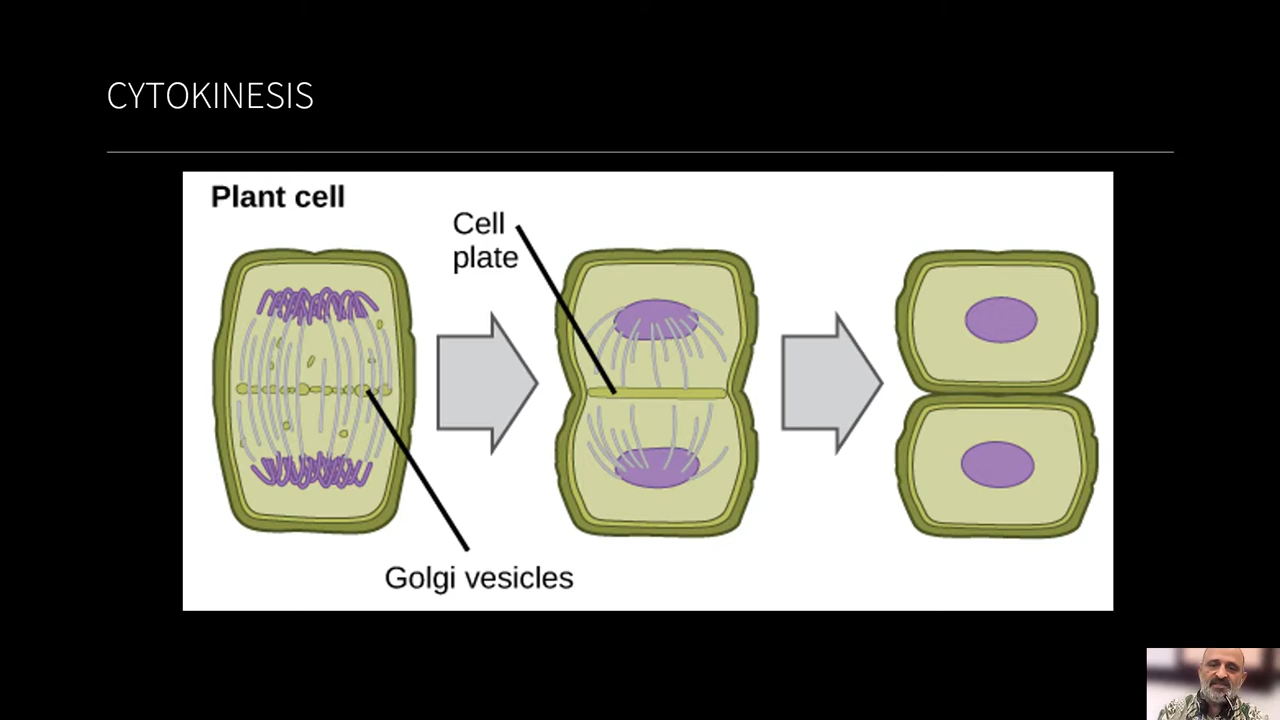 CYTOKINESIS
Plant cell
Cell
plate
Golgi vesicles